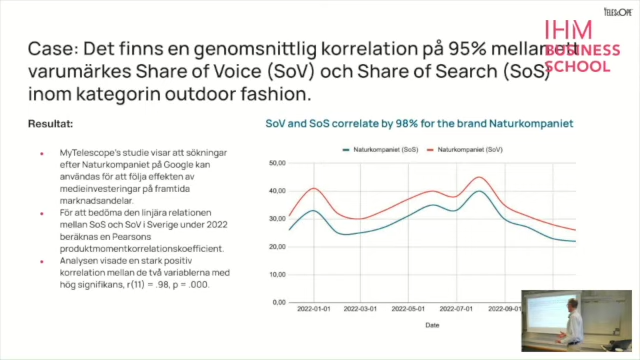 TELESCOPE
IHM
BUSINESS
SCHOOL
Case: Det finns en genomsnittlig korrelation på 95% mellan ett
varumärkes Share of Voice (SoV) och Share of Search (SoS)
inom kategorin outdoor fashion.
Resultat:
• MyTelescope's studie visar att sökningar
efter Naturkompaniet på Google kan
användas för att följa effekten av
medieinvesteringar på framtida
marknadsandelar.
• För att bedöma den linjära relationen
mellan SoS och SoV i Sverige under 2022
beräknas en Pearsons
produktmomentkorrelationskoefficient.
• Analysen visade en stark positiv
korrelation mellan de två variablerna med
hög signifikans, r(11) = .98, p = .000.
SoV and SoS correlate by 98% for the brand Naturkompaniet
Naturkompaniet (SoS) Naturkompaniet (SoV)
50,00
40,00
30,00
20,00
10,00
0,00
2022-01-01 2022-03-01 2022-05-01 2022-07-01 2022-09-01
Date